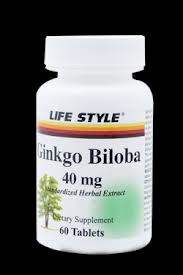 LIFE STYLE®
Ginkgo Biloba
40 mg
Standardized Herbal Extract
Dietary Supplement
60 Tablets